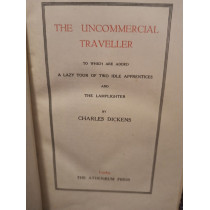 THE UNCOMMERCIAL
TRAVELLER
TO WHICH ARE ADDED
A LAZY TOUR OF TWO IDLE APPRENTICES
AND
THE LAMPLIGHTER
BY
CHARLES DICKENS
THE ATHENÆUM PRESS